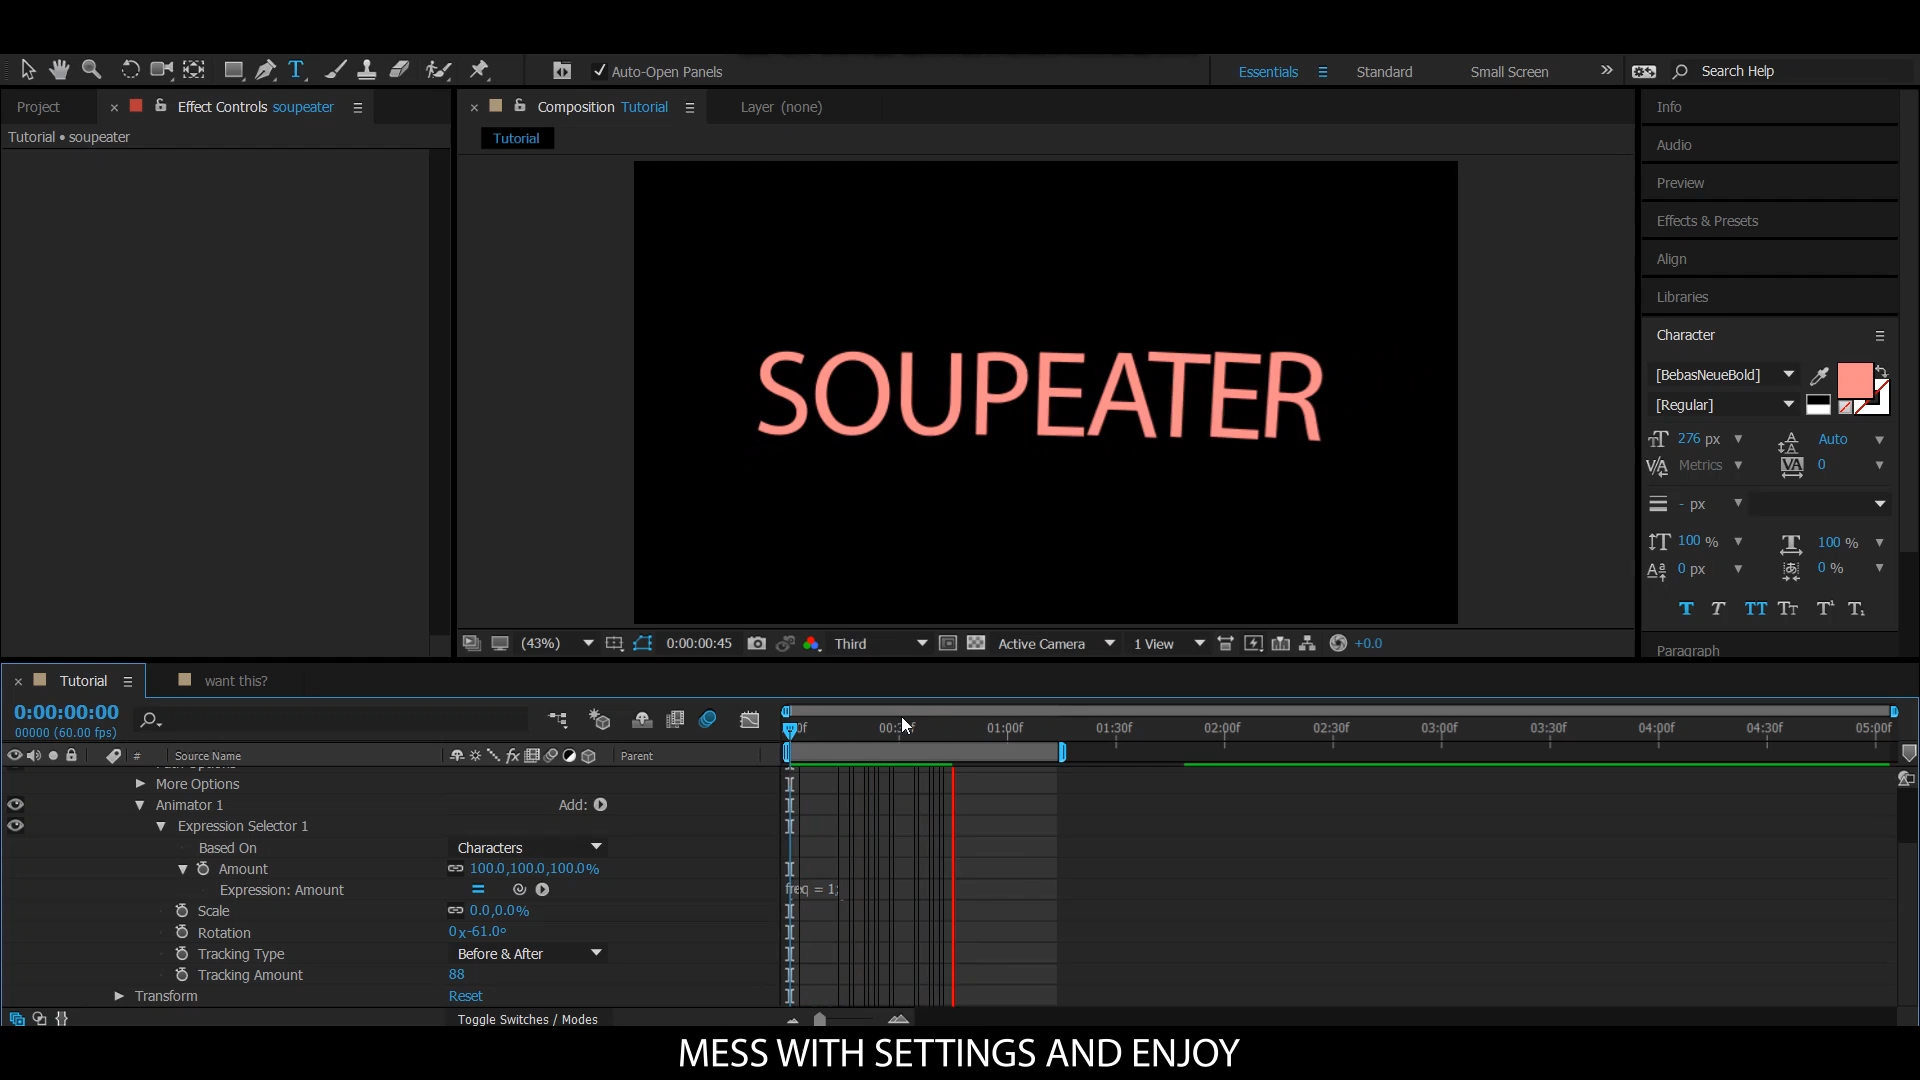 Auto-Open Panels
Essentials
Standard
Small Screen
Search Help
Project
Effect Controls soupeater
Composition Tutorial
Layer (none)
Info
Tutorial • soupeater
Tutorial
Audio
Preview
Effects & Presets
Align
Libraries
Character
SOUPEATER
[BebasNeueBold]
[Regular]
276 px
Auto
Metrics
0
- px
100 %
100 %
0 px
0 %
(43%)
0:00:00:45
Third
Active Camera
1 View
+0.0
Paragraph
Tutorial
want this?
0:00:00:00
00000 (60.00 fps)
01:00f
01:30f
02:00f
02:30f
03:00f
03:30f
04:00f
04:30f
05:00f
#
Source Name
Parent
More Options
Animator 1
Add:
Expression Selector 1
Based On
Characters
Amount
100.0,100.0,100.0%
Expression: Amount
freq = 1;
Scale
0.0,0.0%
Rotation
0x-61.0°
Tracking Type
Before & After
Tracking Amount
88
Transform
Reset
Toggle Switches / Modes
MESS WITH SETTINGS AND ENJOY